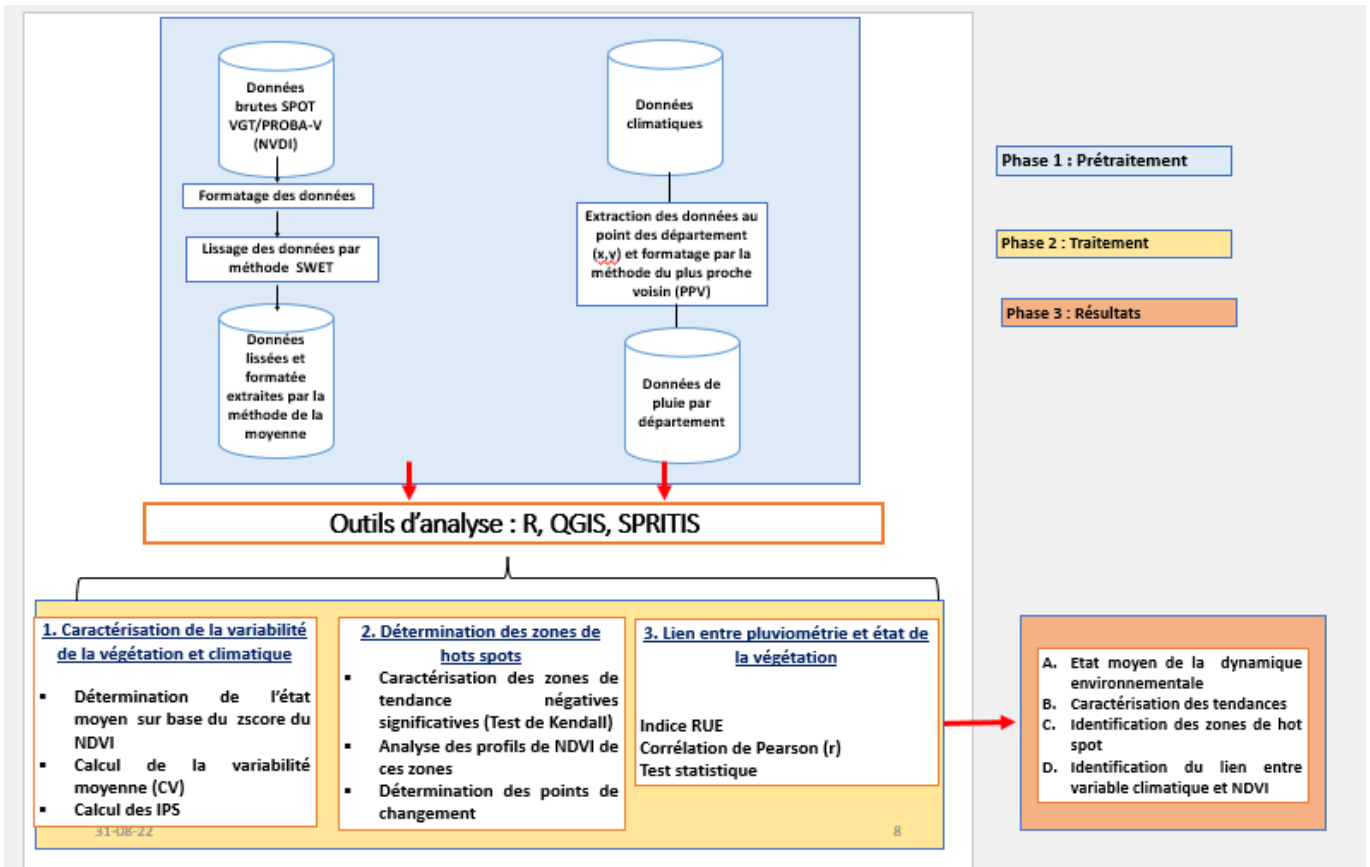 Données
brutes SPOT
VGT/PROBA-V
(NVDI)
Formatage des données
Lissage des données par
méthode SWET
Données
lissées et
formatée
extraites par la
méthode de la
moyenne
Données
climatiques
Extraction des données au
point des département
(x,y) et formatage par la
méthode du plus proche
voisin (PPV)
Données de
pluie par
département
Phase 1 : Prétraitement
Phase 2 : Traitement
Phase 3 : Résultats
Outils d'analyse : R, QGIS, SPRITIS
1. Caractérisation de la variabilité
de la végétation et climatique
▪ Détermination de l'état
moyen sur base du zscore du
NDVI
▪ Calcul de la variabilité
moyenne (CV)
▪ Calcul des IPS
2. Détermination des zones de
hots spots
▪ Caractérisation des zones de
tendance négatives
significatives (Test de Kendall)
▪ Analyse des profils de NDVI de
ces zones
▪ Détermination des points de
changement
3. Lien entre pluviométrie et état de
la végétation
Indice RUE
Corrélation de Pearson (r)
Test statistique
A. Etat moyen de la dynamique
environnementale
B. Caractérisation des tendances
C. Identification des zones de hot
spot
D. Identification du lien entre
variable climatique et NDVI
31-08-22
8